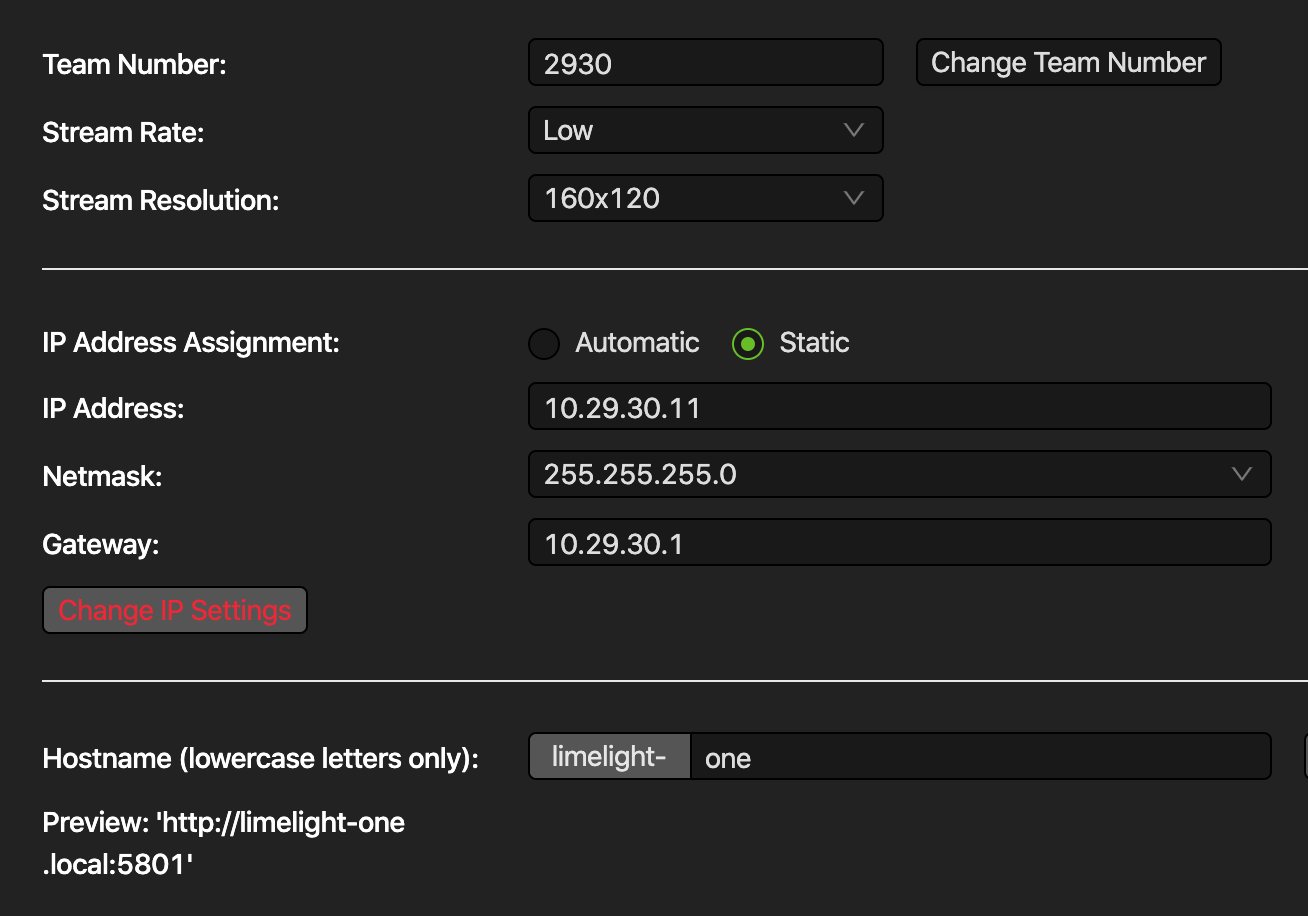 Team Number: 2930 Change Team Number
Stream Rate: Low
Stream Resolution: 160x120
IP Address Assignment: Automatic Static
IP Address: 10.29.30.11
Netmask: 255.255.255.0
Gateway: 10.29.30.1
Change IP Settings
Hostname (lowercase letters only): limelight- one
Preview: 'http://limelight-one
.local:5801'